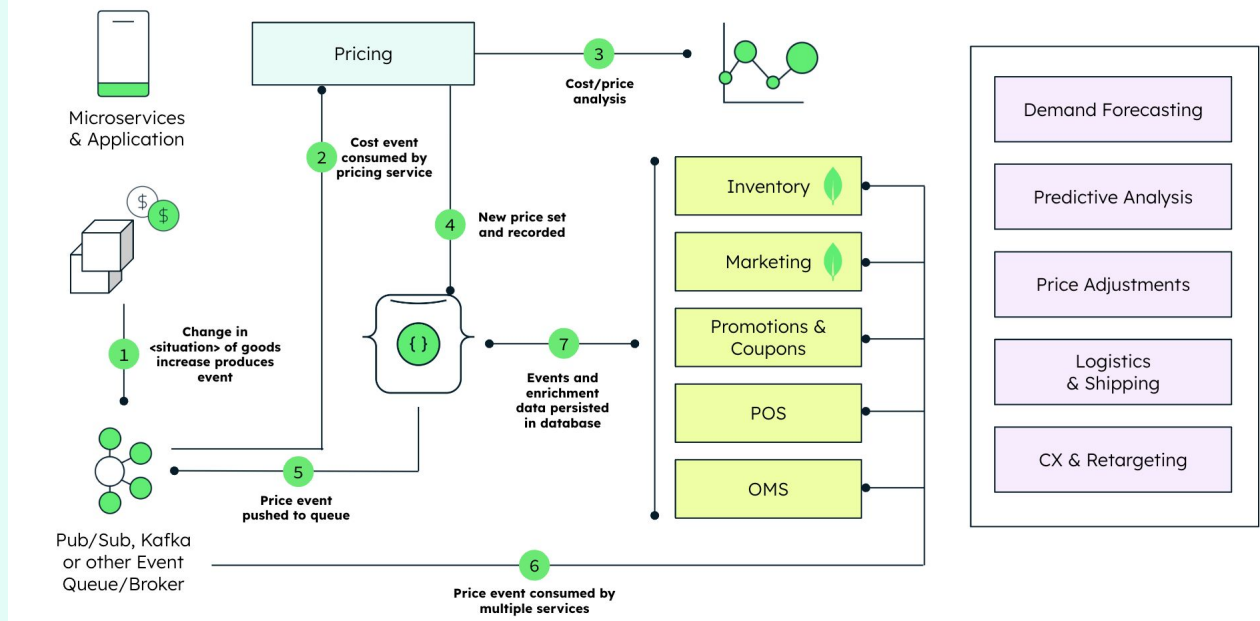 Microservices
& Application
Pricing
3
Cost/price
analysis
2
Cost event
consumed by
pricing service
4
New price set
and recorded
$
$
1
Change in
<situation> of goods
increase produces
event
{ }
7
Events and
enrichment
data persisted
in database
5
Price event
pushed to queue
Pub/Sub, Kafka
or other Event
Queue/Broker
6
Price event consumed by
multiple services
Inventory
Marketing
Promotions &
Coupons
POS
OMS
Demand Forecasting
Predictive Analysis
Price Adjustments
Logistics
& Shipping
CX & Retargeting